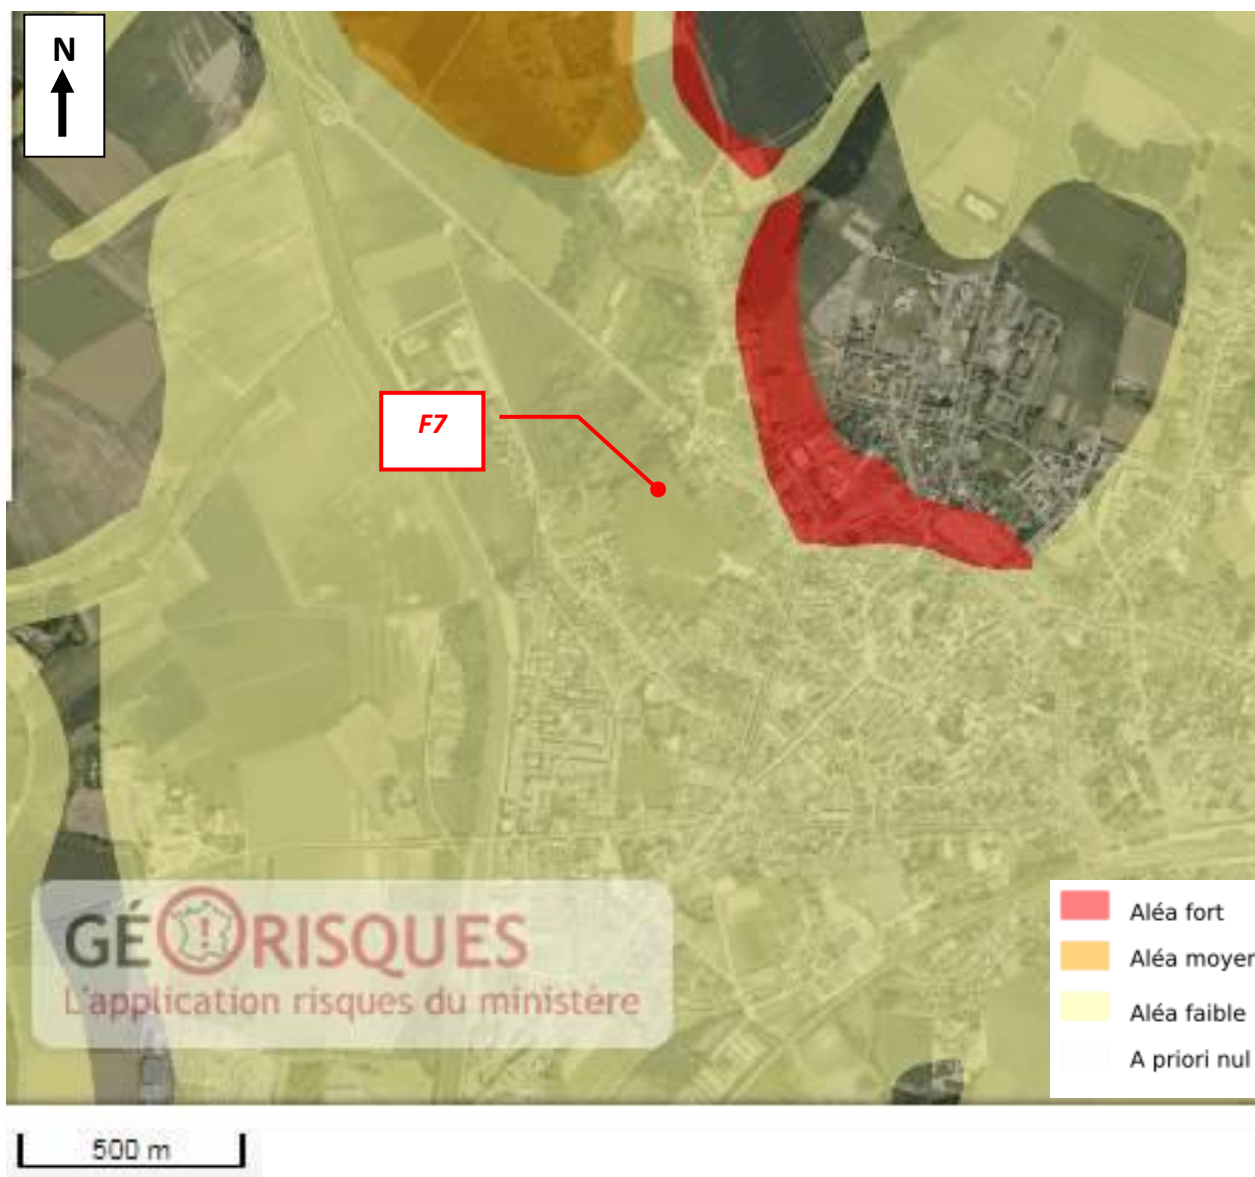 N
F7
GÉORISQUES
L'application risques du ministère
Aléa fort
Aléa moyen
Aléa faible
A priori nul
500 m